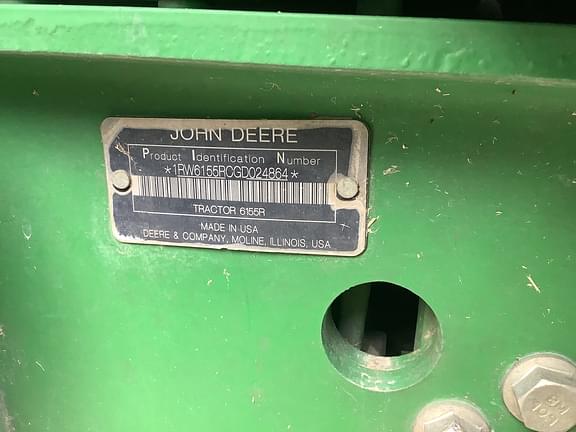 JOHN DEERE
Product Identification Number
*1RW6155RCGD024864*
TRACTOR 6155R
MADE IN USA
DEERE & COMPANY, MOLINE, ILLINOIS, USA